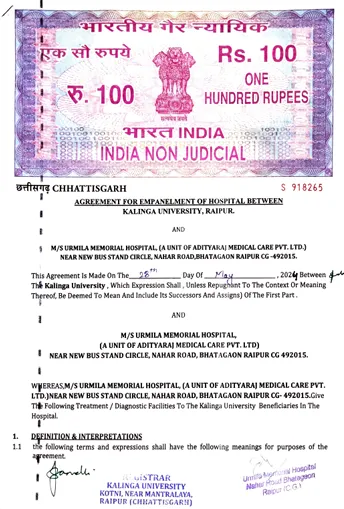 भारतीय गैर न्यायिक
एक सौ रुपये
Rs. 100
रु. 100
ONE
HUNDRED RUPEES
सत्यमेव जयते
भारत INDIA
INDIA NON JUDICIAL
छत्तीसगढ़ CHHATTISGARH
S 918265
AGREEMENT FOR EMPANELMENT OF HOSPITAL BETWEEN
KALINGA UNIVERSITY, RAIPUR.
AND
M/S URMILA MEMORIAL HOSPITAL, (A UNIT OF ADITYARAJ MEDICAL CARE PVT. LTD.)
NEAR NEW BUS STAND CIRCLE, NAHAR ROAD,BHATAGAON RAIPUR CG -492015.
This Agreement Is Made On The 28th Day Of May , 2024 Between
The Kalinga University , Which Expression Shall , Unless Repugnant To The Context Or Meaning
Thereof, Be Deemed To Mean And Include Its Successors And Assigns) Of The First Part .
AND
M/S URMILA MEMORIAL HOSPITAL,
(A UNIT OF ADITYARAJ MEDICAL CARE PVT. LTD)
NEAR NEW BUS STAND CIRCLE, NAHAR ROAD, BHATAGAON RAIPUR CG 492015.
WHEREAS,M/S URMILA MEMORIAL HOSPITAL, (A UNIT OF ADITYARAJ MEDICAL CARE PVT.
LTD.)NEAR NEW BUS STAND CIRCLE, NAHAR ROAD, BHATAGAON RAIPUR CG- 492015.Give
The Following Treatment / Diagnostic Facilities To The Kalinga University Beneficiaries In The
Hospital.
1. DEFINITION & INTERPRETATIONS
1.1 the following terms and expressions shall have the following meanings for purposes of the
agreement.
REGISTRAR
KALINGA UNIVERSITY
KOTNI, NEAR MANTRALAYA,
RAIPUR (CHHATTISGARH)
Urmila Memorial Hospital
Nahar Road Bhatagaon
Raipur (C.G.)